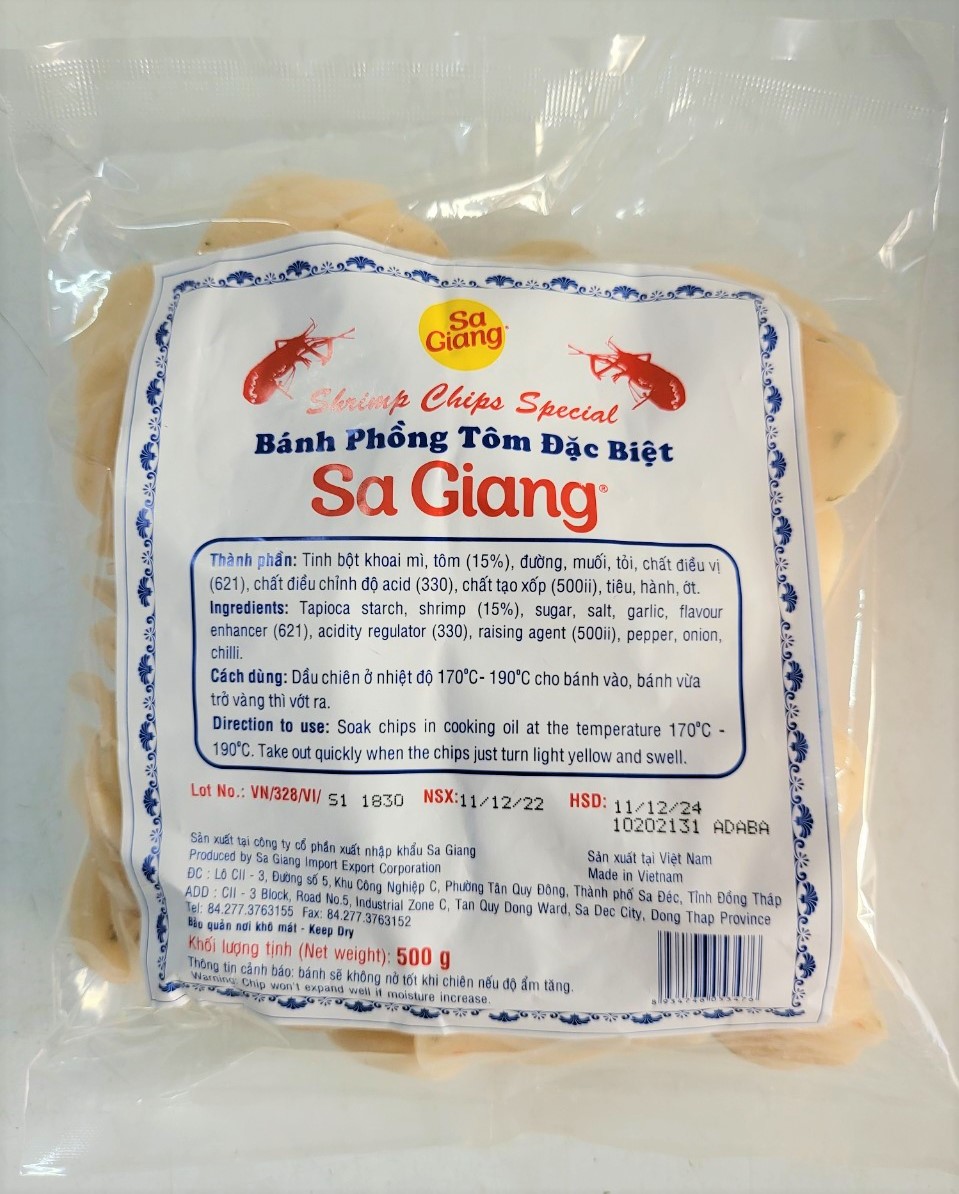 Sa
Giang
Shrimp Chips Special
Bánh Phồng Tôm Đặc Biệt
Sa Giang®
Thành phần: Tinh bột khoai mì, tôm (15%), đường, muối, tỏi, chất điều vị
(621), chất điều chỉnh độ acid (330), chất tạo xốp (500ii), tiêu, hành, ớt.
Ingredients: Tapioca starch, shrimp (15%), sugar, salt, garlic, flavour
enhancer (621), acidity regulator (330), raising agent (500ii), pepper, onion,
chilli.
Cách dùng: Dầu chiên ở nhiệt độ 170°C- 190°C cho bánh vào, bánh vừa
trở vàng thì vớt ra.
Direction to use: Soak chips in cooking oil at the temperature 170°C -
190°C. Take out quickly when the chips just turn light yellow and swell.
Lot No.: VN/328/VI/ S1 1830 NSX:11/12/22 HSD: 11/12/24
10202131 ADABA
Sản xuất tại công ty cổ phần xuất nhập khẩu Sa Giang
Produced by Sa Giang Import Export Corporation
Sản xuất tại Việt Nam
Made in Vietnam
ĐC : Lô CII - 3, Đường số 5, Khu Công Nghiệp C, Phường Tân Quy Đông, Thành phố Sa Đéc, Tỉnh Đồng Tháp
ADD : CII - 3 Block, Road No.5, Industrial Zone C, Tan Quy Dong Ward, Sa Dec City, Dong Thap Province
Tel: 84.277.3763155 Fax: 84.277.3763152
Bảo quản nơi khô mát - Keep Dry
Khối lượng tịnh (Net weight): 500 g
Thông tin cảnh báo: bánh sẽ không nở tốt khi chiên nếu độ ẩm tăng.
Warning: Chip won't expand well if moisture increase.